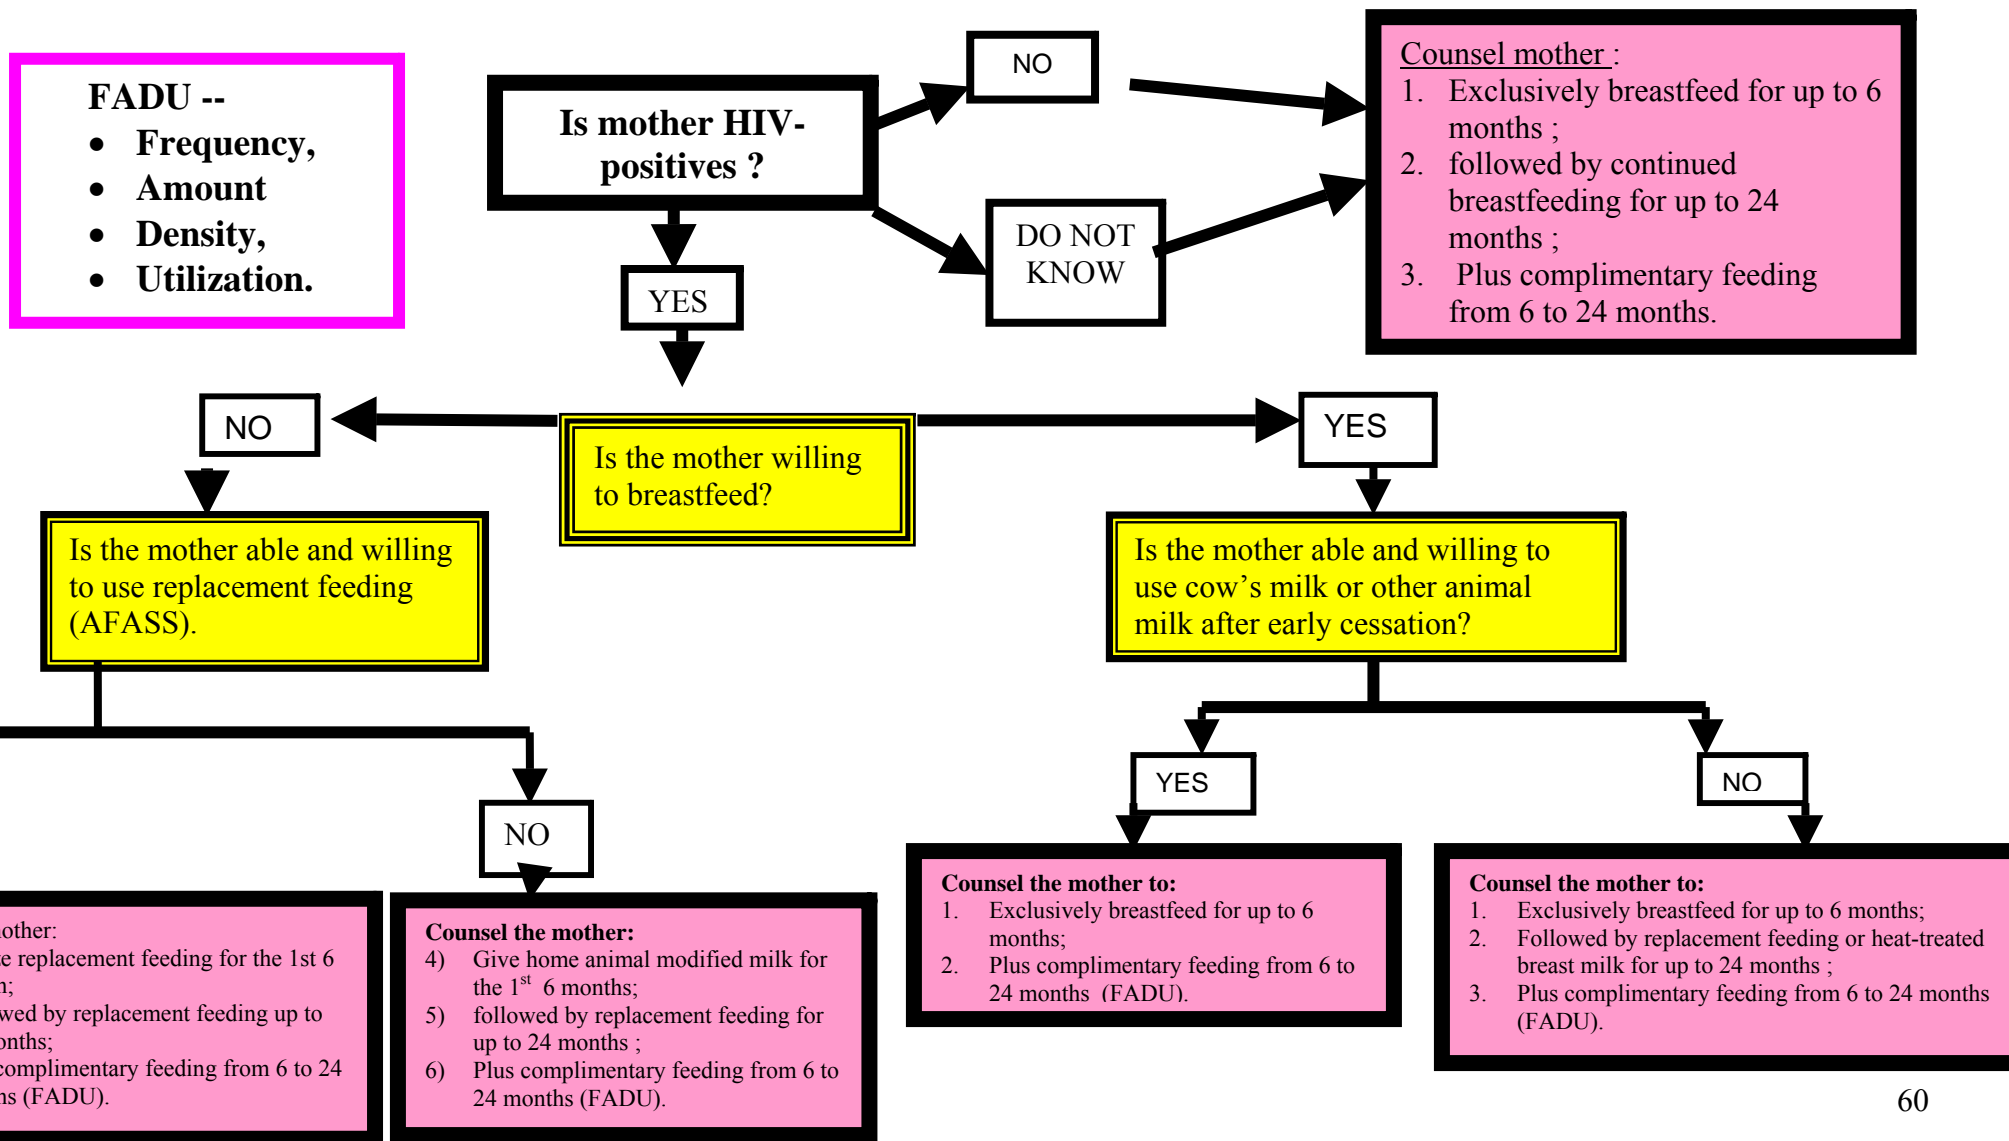 FADU --
• Frequency,
• Amount
• Density,
• Utilization.
Is mother HIV-
positives ?
NO
DO NOT
KNOW
YES
Counsel mother :
1. Exclusively breastfeed for up to 6
months ;
2. followed by continued
breastfeeding for up to 24
months ;
3. Plus complimentary feeding
from 6 to 24 months.
NO
Is the mother willing
to breastfeed?
YES
Is the mother able and willing
to use replacement feeding
(AFASS).
Is the mother able and willing to
use cow’s milk or other animal
milk after early cessation?
NO
YES
NO
replacement feeding for the 1st 6
by replacement feeding up to
complimentary feeding from 6 to 24
(FADU).
Counsel the mother:
4) Give home animal modified milk for
the 1st 6 months;
5) followed by replacement feeding for
up to 24 months ;
6) Plus complimentary feeding from 6 to
24 months (FADU).
Counsel the mother to:
1. Exclusively breastfeed for up to 6
months;
2. Plus complimentary feeding from 6 to
24 months (FADU).
Counsel the mother to:
1. Exclusively breastfeed for up to 6 months;
2. Followed by replacement feeding or heat-treated
breast milk for up to 24 months ;
3. Plus complimentary feeding from 6 to 24 months
(FADU).
60